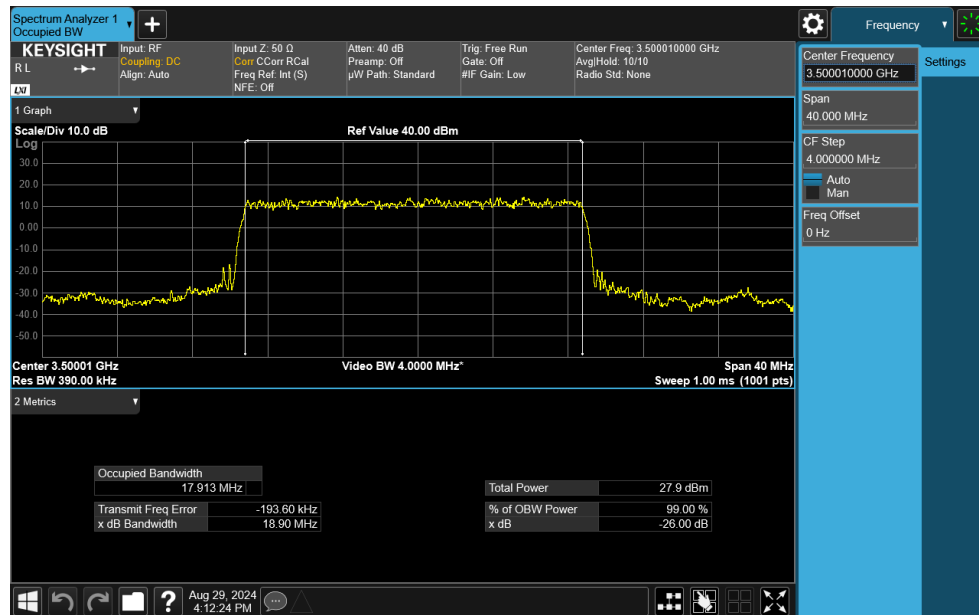 Spectrum Analyzer 1
Occupied BW
+
Frequency
KEYSIGHT
R L
LXI
Input: RF
Coupling: DC
Align: Auto
Input Z: 50 Ω
Corr CCorr RCal
Freq Ref: Int (S)
NFE: Off
Atten: 40 dB
Preamp: Off
µW Path: Standard
Trig: Free Run
Gate: Off
#IF Gain: Low
Center Freq: 3.500010000 GHz
Avg|Hold: 10/10
Radio Std: None
Center Frequency
3.500010000 GHz
Settings
Span
40.000 MHz
CF Step
4.000000 MHz
Auto
Man
Freq Offset
0 Hz
1 Graph
Scale/Div 10.0 dB
Ref Value 40.00 dBm
Log
30.0
20.0
10.0
0.00
-10.0
-20.0
-30.0
-40.0
-50.0
Center 3.50001 GHz
Video BW 4.0000 MHz*
Span 40 MHz
Res BW 390.00 kHz
Sweep 1.00 ms (1001 pts)
2 Metrics
Occupied Bandwidth
17.913 MHz
Total Power 27.9 dBm
Transmit Freq Error -193.60 kHz
% of OBW Power 99.00 %
x dB Bandwidth 18.90 MHz
x dB -26.00 dB
?
Aug 29, 2024
4:12:24 PM